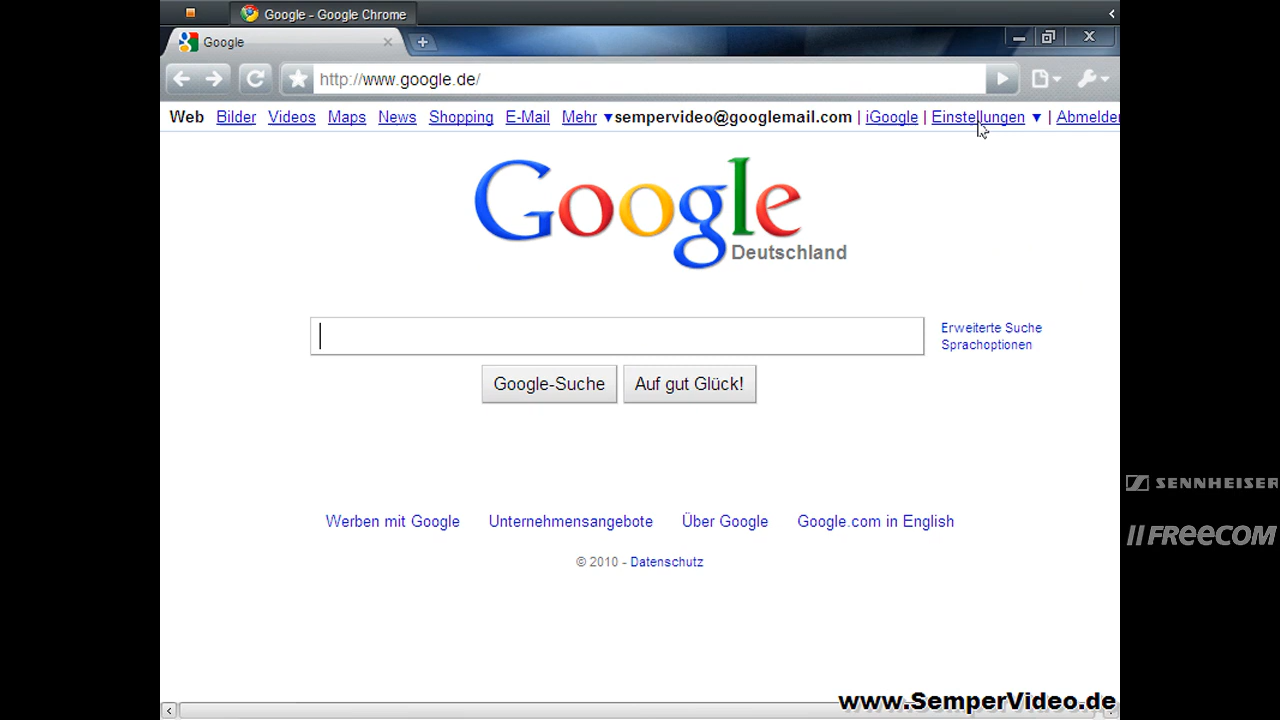 Google - Google Chrome
Google
http://www.google.de/
Web Bilder Videos Maps News Shopping E-Mail Mehr ▼ sempervideo@googlemail.com | iGoogle | Einstellungen ▼ | Abmelden
Google
Deutschland
Erweiterte Suche
Sprachoptionen
Google-Suche Auf gut Glück!
SENNHEISER
Werben mit Google Unternehmensangebote Über Google Google.com in English
FREECOM
© 2010 - Datenschutz
www.SemperVideo.de